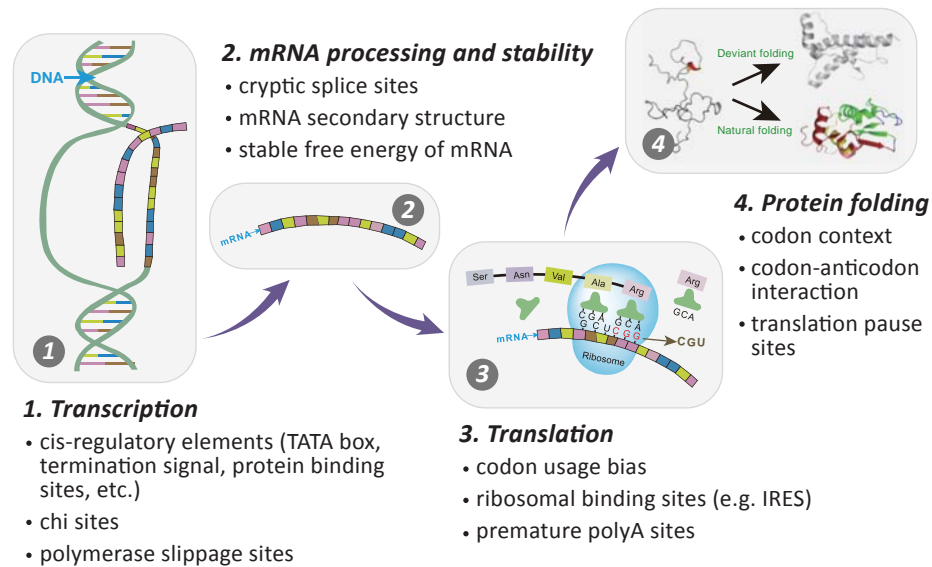 DNA
1
1. Transcription
• cis-regulatory elements (TATA box,
termination signal, protein binding
sites, etc.)
• chi sites
• polymerase slippage sites
2. mRNA processing and stability
• cryptic splice sites
• mRNA secondary structure
• stable free energy of mRNA
mRNA
2
Ser Asn Val Ala Arg Arg
CGA GCA GCA
GCUCGG
CGU
mRNA
Ribosome
3
3. Translation
• codon usage bias
• ribosomal binding sites (e.g. IRES)
• premature polyA sites
Deviant folding
Natural folding
4
4. Protein folding
• codon context
• codon-anticodon
interaction
• translation pause
sites